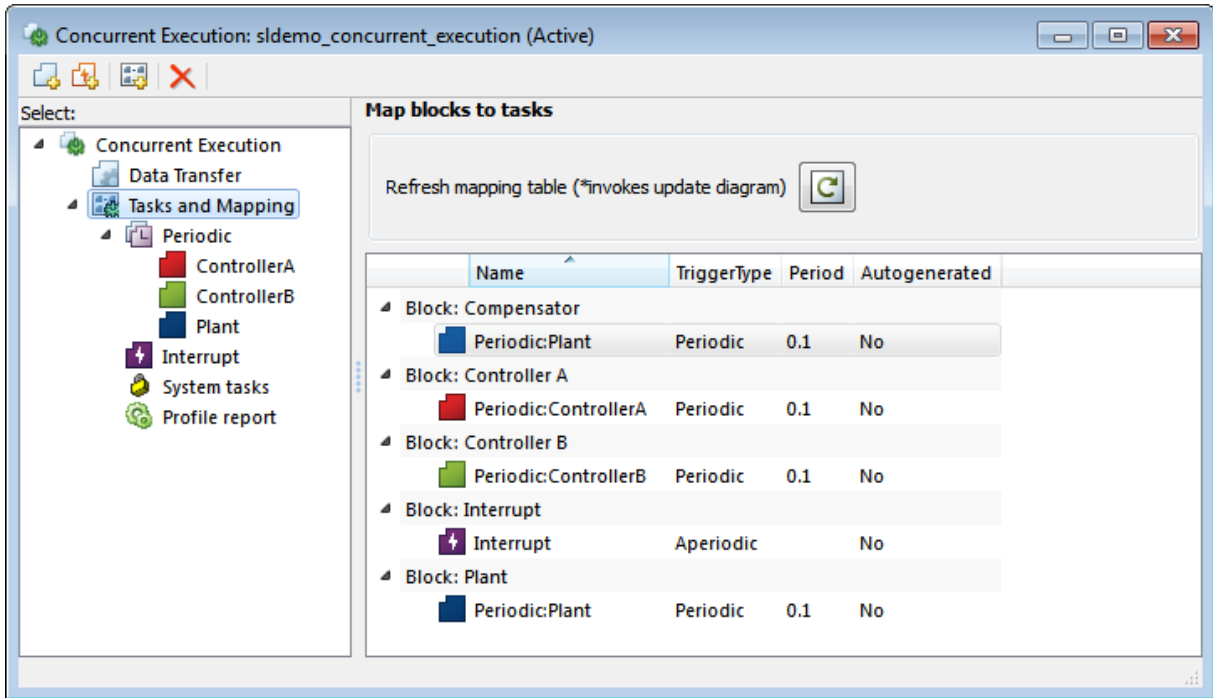 Concurrent Execution: sldemo_concurrent_execution (Active)
Select:
Concurrent Execution
Data Transfer
Tasks and Mapping
Periodic
ControllerA
ControllerB
Plant
Interrupt
System tasks
Profile report
Map blocks to tasks
Refresh mapping table (*invokes update diagram)
Name TriggerType Period Autogenerated
Block: Compensator
Periodic:Plant Periodic 0.1 No
Block: Controller A
Periodic:ControllerA Periodic 0.1 No
Block: Controller B
Periodic:ControllerB Periodic 0.1 No
Block: Interrupt
Interrupt Aperiodic No
Block: Plant
Periodic:Plant Periodic 0.1 No